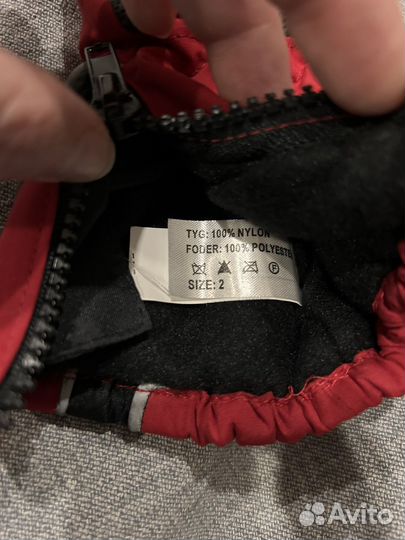 TYG: 100% NYLON
FODER: 100% POLYESTE
SIZE: 2
Avito